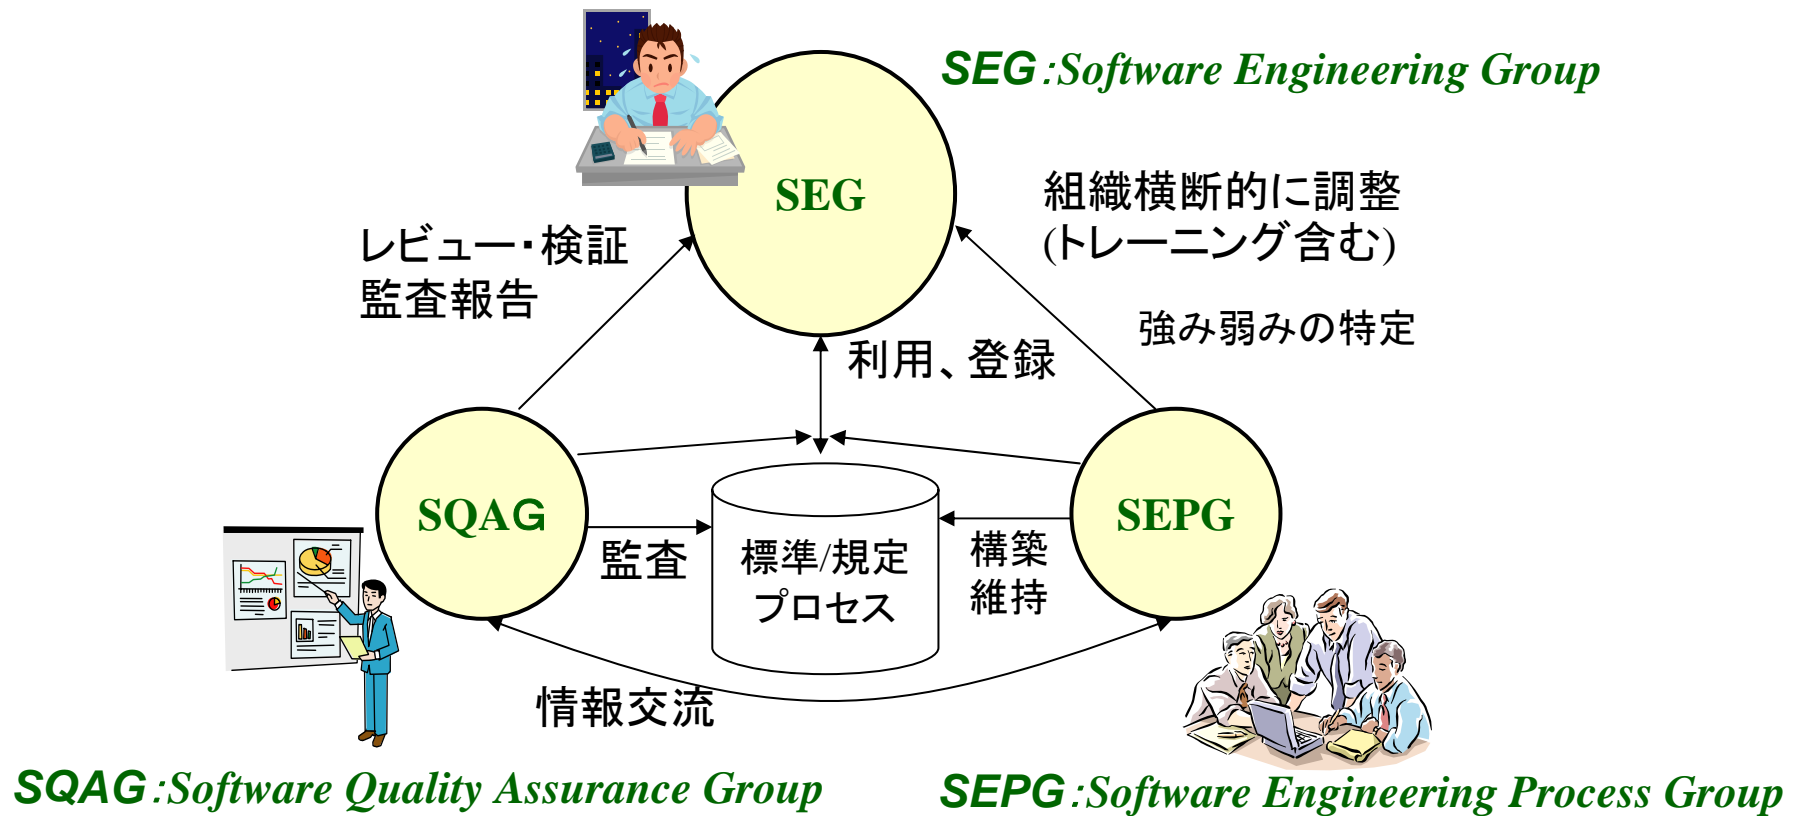 SEG:Software Engineering Group
SEG
組織横断的に調整
(トレーニング含む)
レビュー・検証
監査報告
強み弱みの特定
利用、登録
SQAG
SEPG
監査
標準/規定
プロセス
構築
維持
情報交流
SQAG:Software Quality Assurance Group
SEPG:Software Engineering Process Group